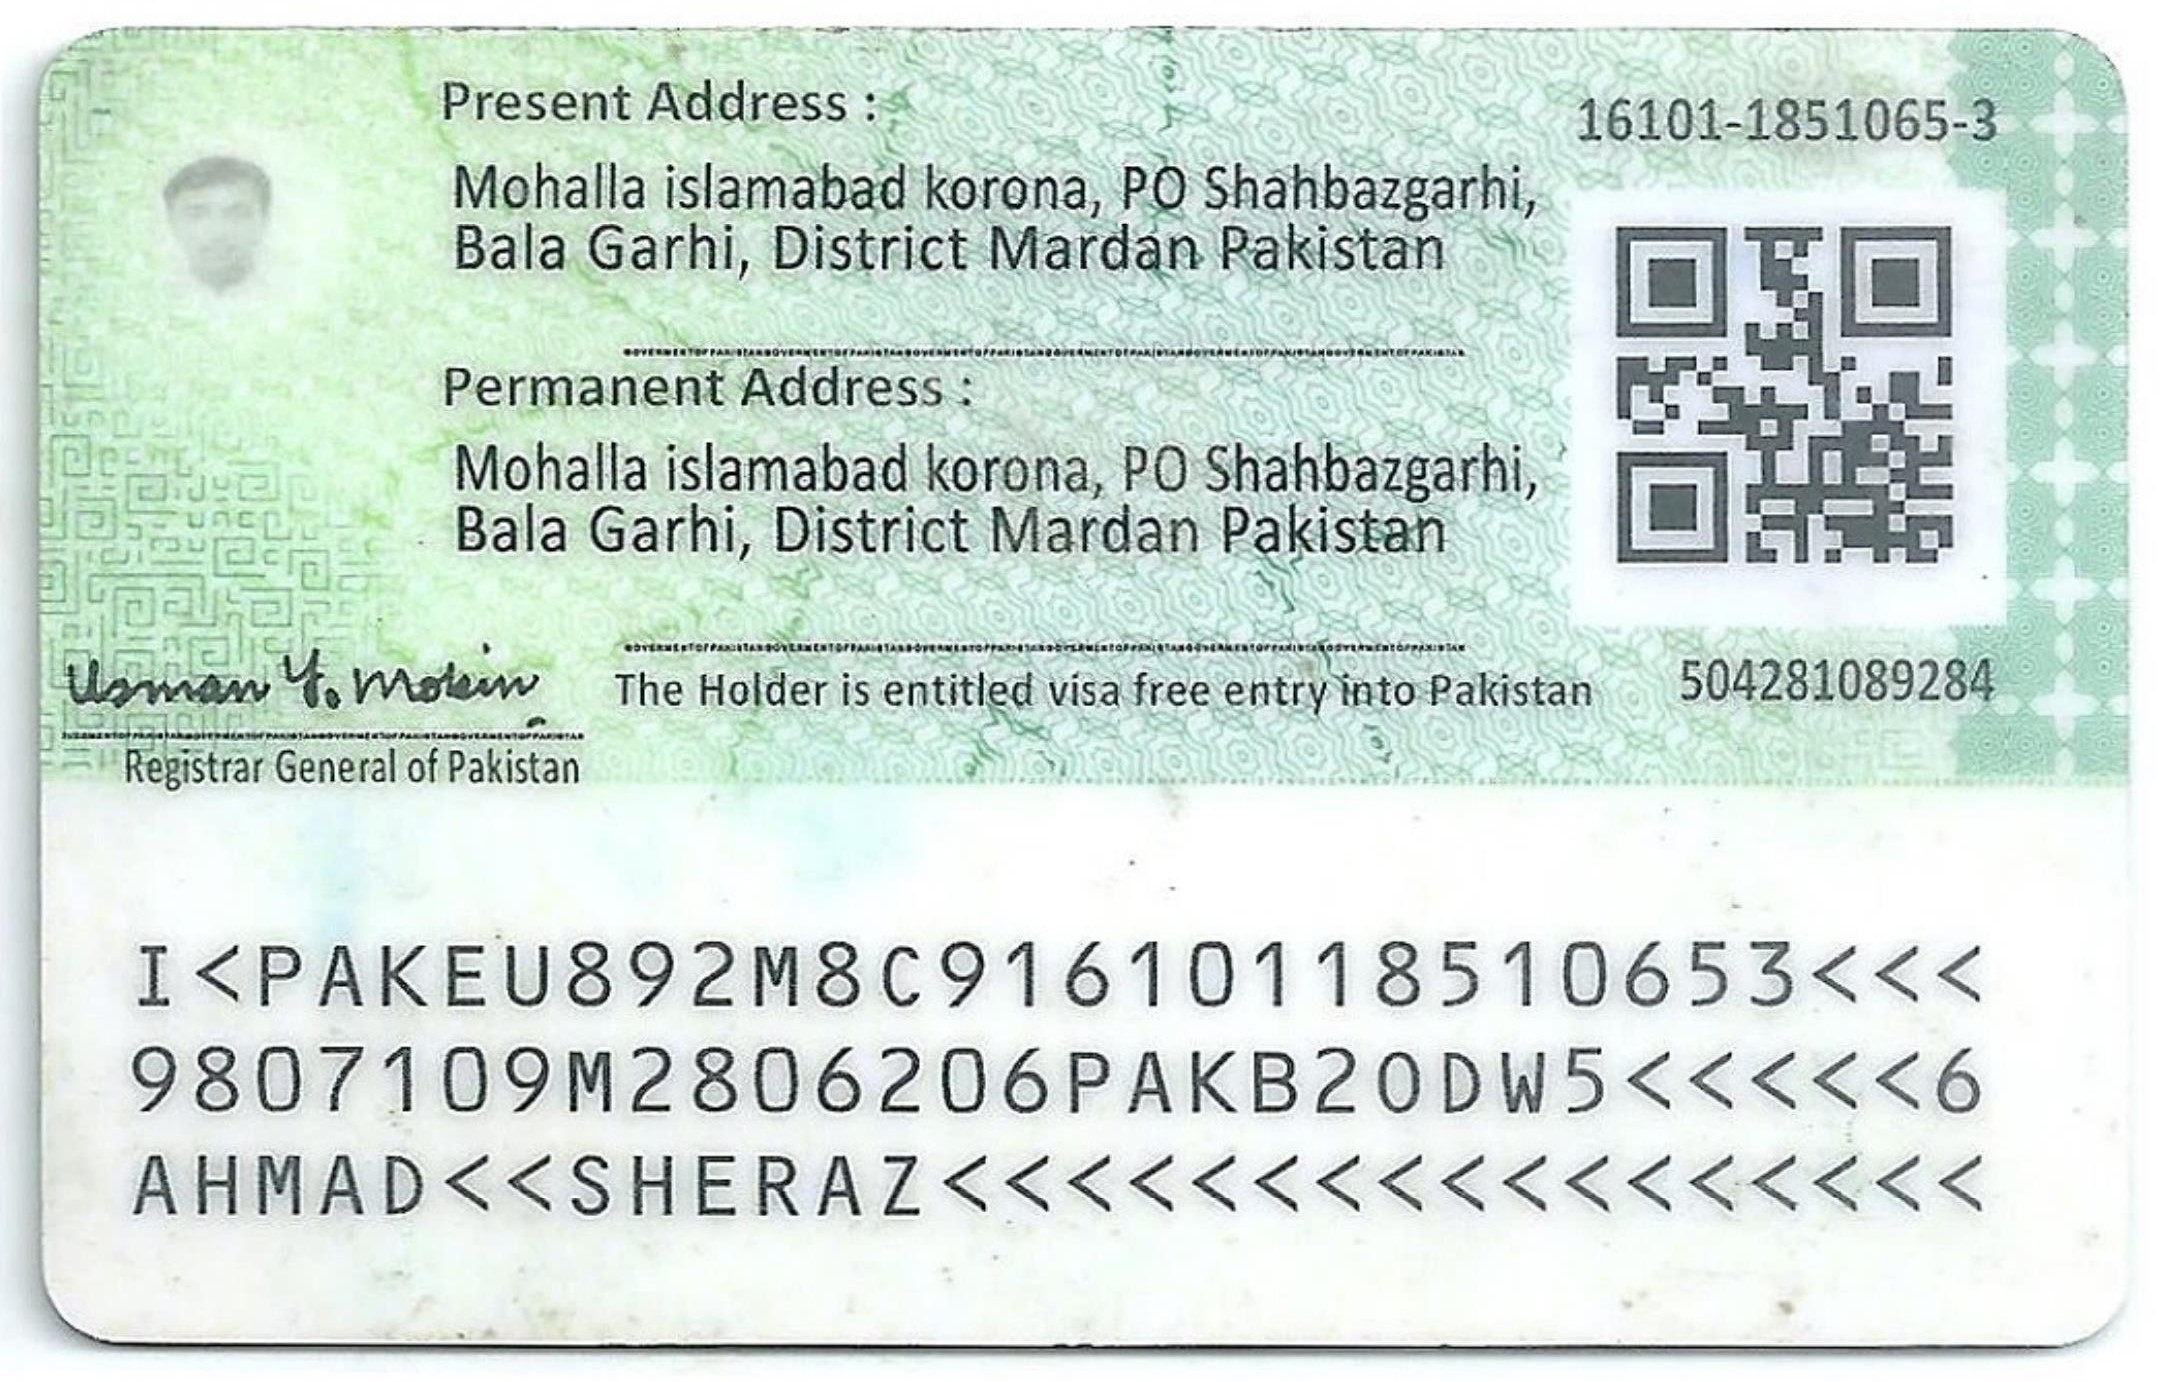 Present Address :
16101-1851065-3
Mohalla islamabad korona, PO Shahbazgarhi,
Bala Garhi, District Mardan Pakistan
Permanent Address :
Mohalla islamabad korona, PO Shahbazgarhi,
Bala Garhi, District Mardan Pakistan
Usman Y. Mobin
The Holder is entitled visa free entry into Pakistan
504281089284
Registrar General of Pakistan
I<PAKEU892M8C91610118510653<<<
9807109M2806206PAKB20DW5<<<<<6
AHMAD<<SHERAZ<<<<<<<<<<<<<<<<<